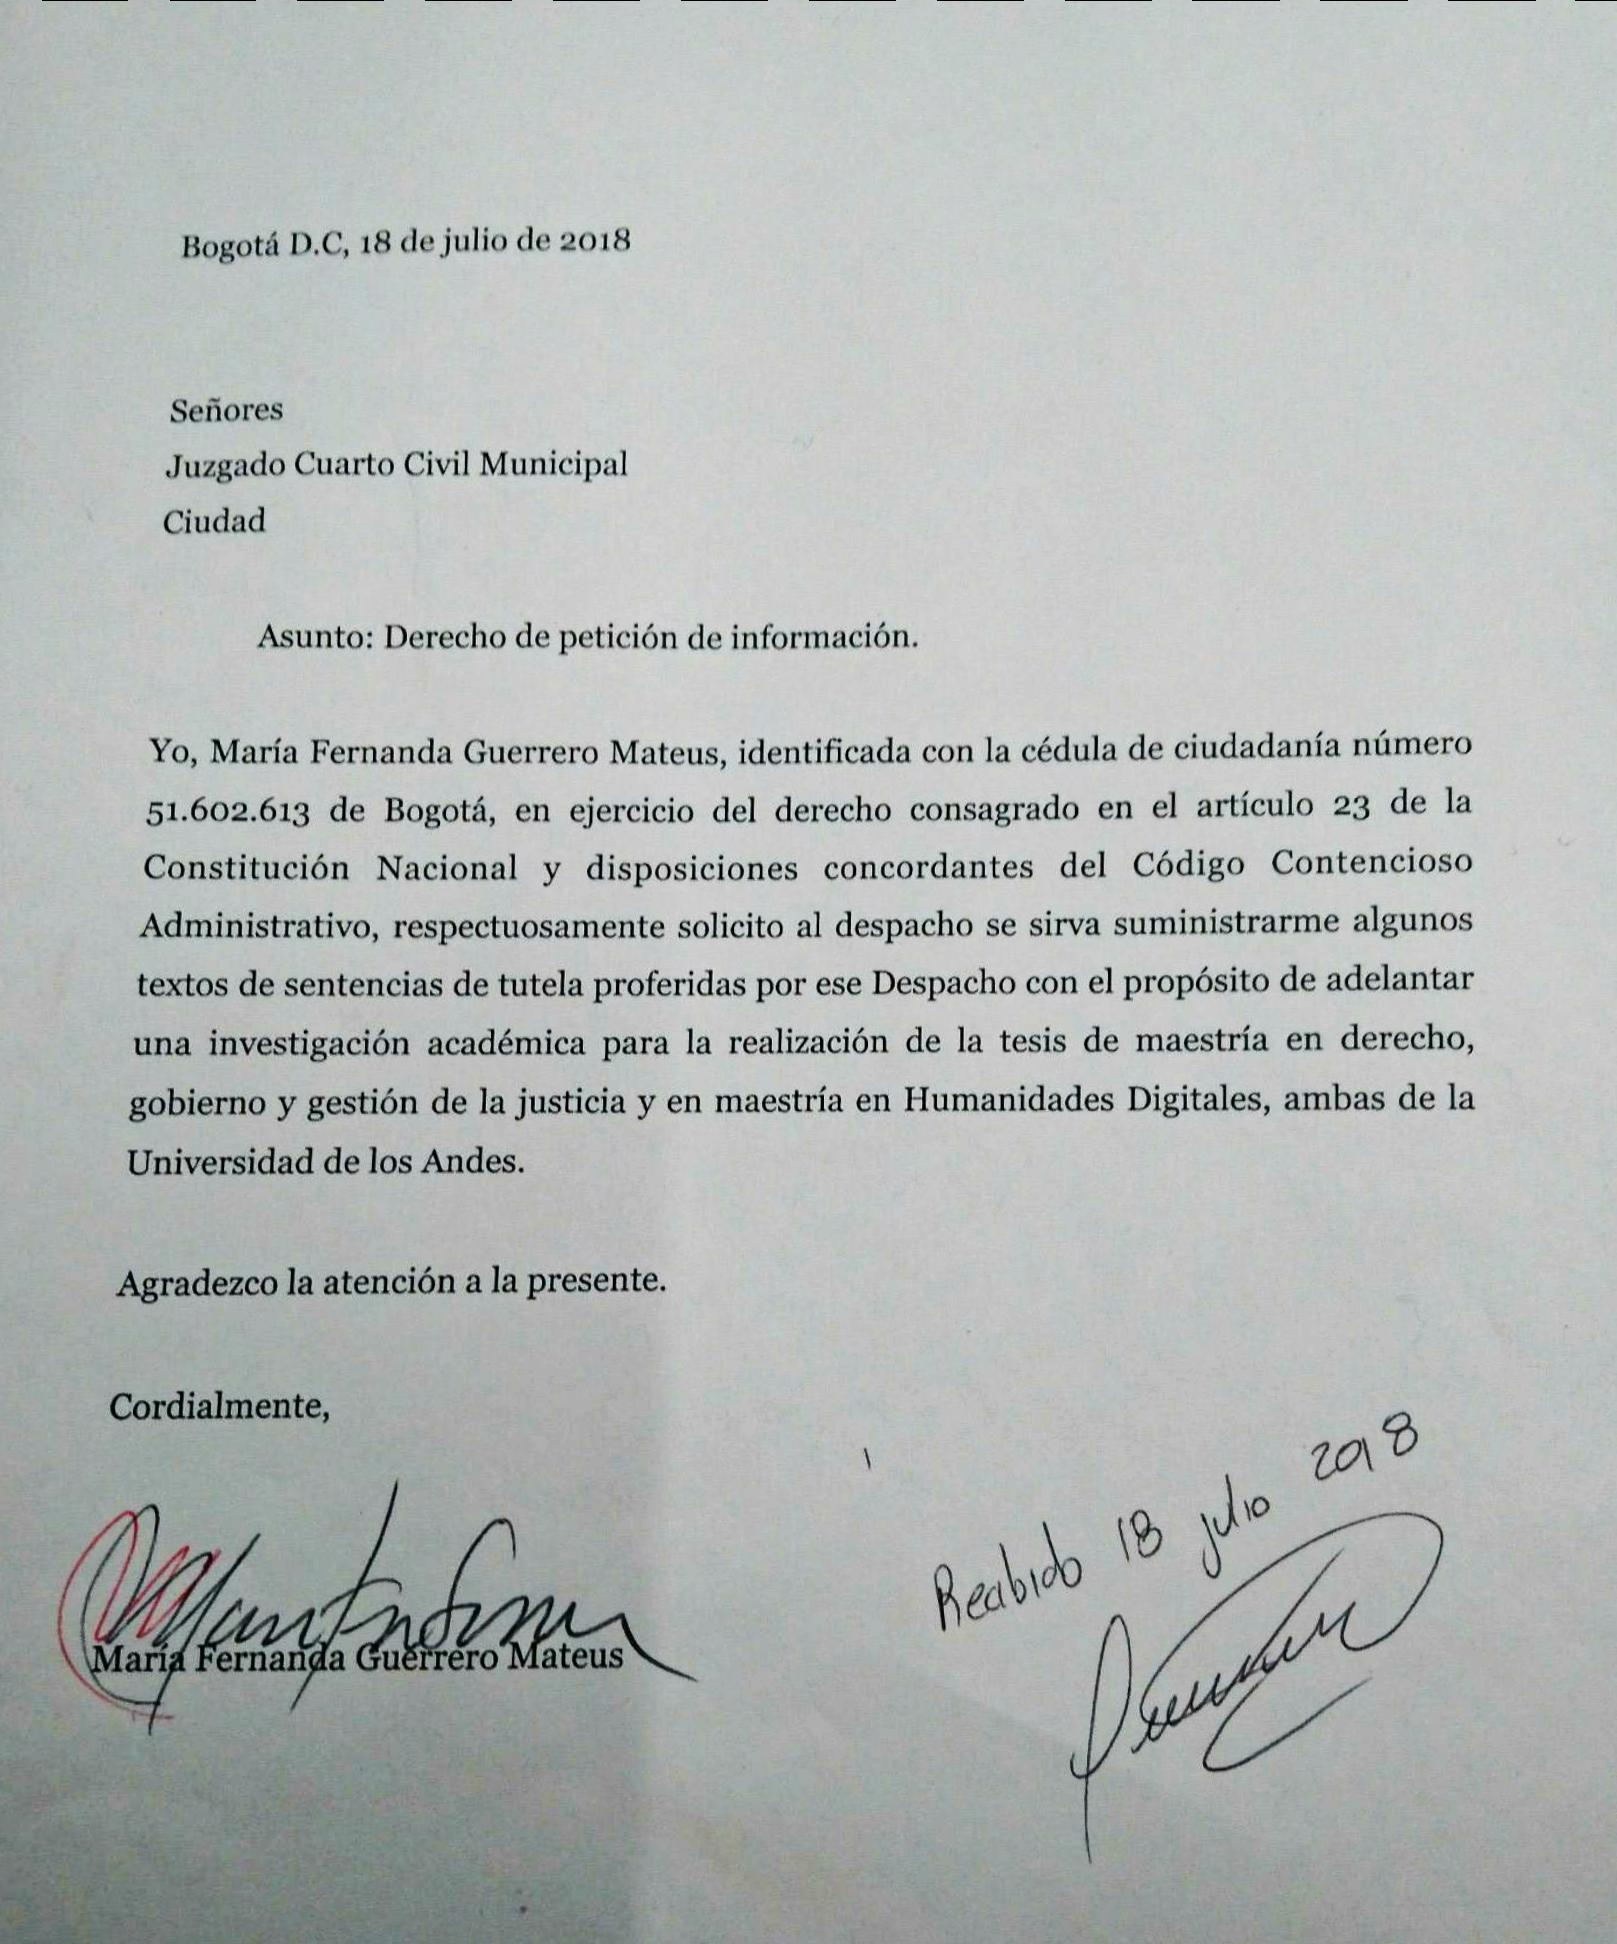 Bogotá D.C, 18 de julio de 2018
Señores
Juzgado Cuarto Civil Municipal
Ciudad
Asunto: Derecho de petición de información.
Yo, María Fernanda Guerrero Mateus, identificada con la cédula de ciudadanía número
51.602.613 de Bogotá, en ejercicio del derecho consagrado en el artículo 23 de la
Constitución Nacional y disposiciones concordantes del Código Contencioso
Administrativo, respectuosamente solicito al despacho se sirva suministrarme algunos
textos de sentencias de tutela proferidas por ese Despacho con el propósito de adelantar
una investigación académica para la realización de la tesis de maestría en derecho,
gobierno y gestión de la justicia y en maestría en Humanidades Digitales, ambas de la
Universidad de los Andes.
Agradezco la atención a la presente.
Cordialmente,
María Fernanda Guerrero Mateus
Recibido 18 julio 2018